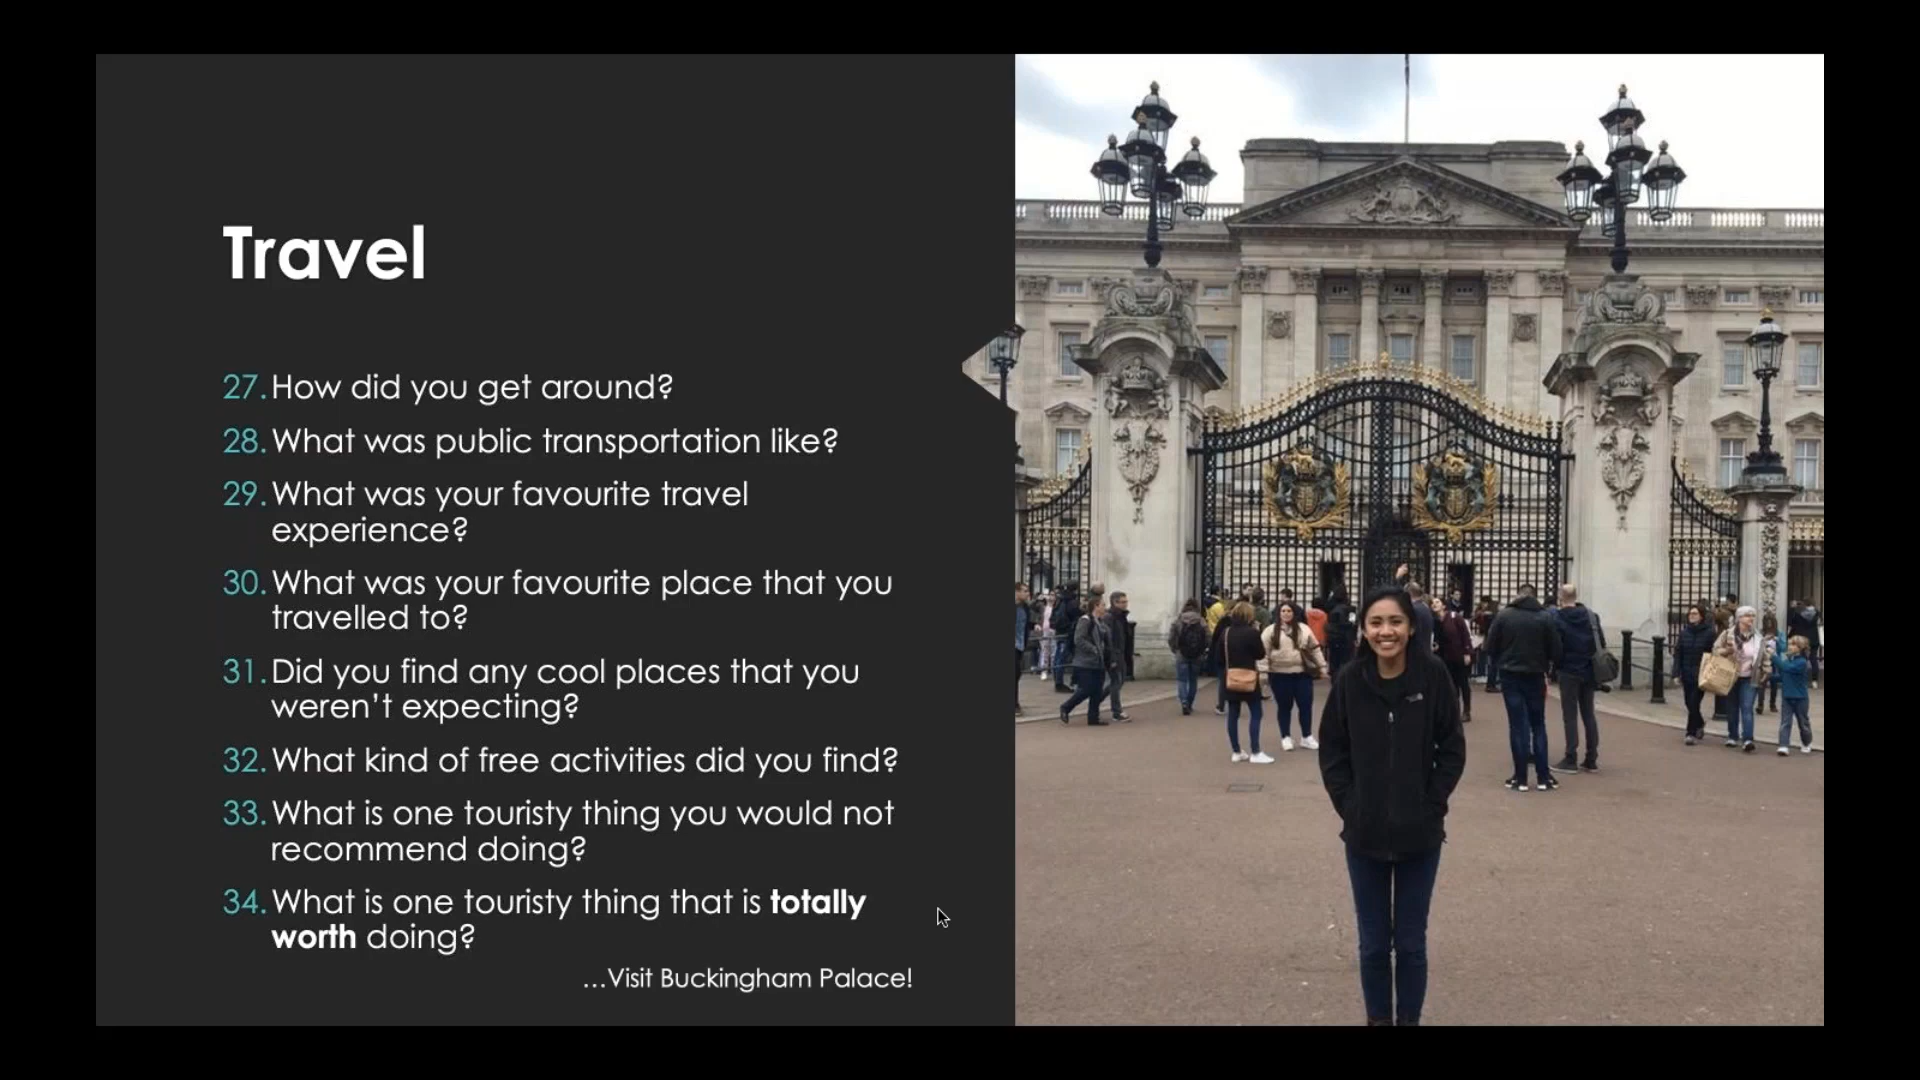 Travel
27. How did you get around?
28. What was public transportation like?
29. What was your favourite travel
experience?
30. What was your favourite place that you
travelled to?
31. Did you find any cool places that you
weren't expecting?
32. What kind of free activities did you find?
33. What is one touristy thing you would not
recommend doing?
34. What is one touristy thing that is totally
worth doing?
...Visit Buckingham Palace!